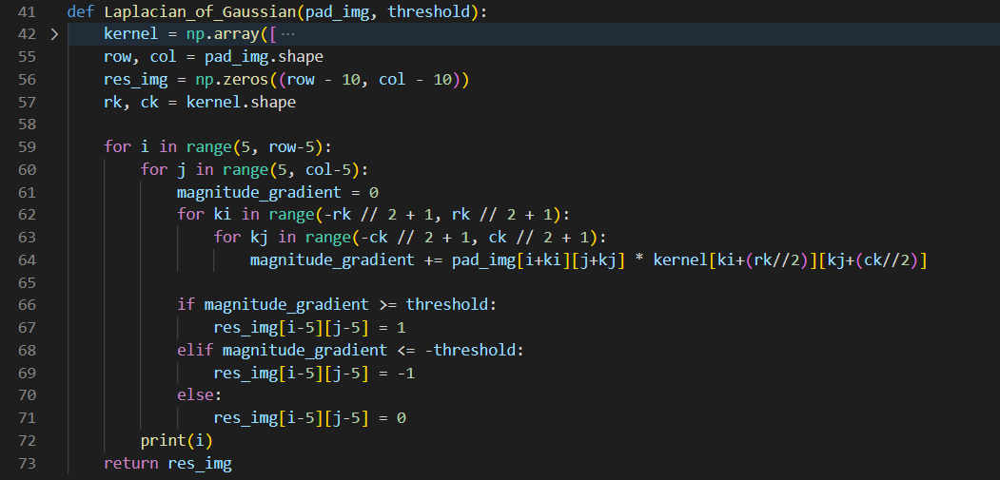 41 def Laplacian_of_Gaussian(pad_img, threshold):
42 > kernel = np.array([ ···
55 row, col = pad_img.shape
56 res_img = np.zeros((row - 10, col - 10))
57 rk, ck = kernel.shape
58
59 for i in range(5, row-5):
60 for j in range(5, col-5):
61 magnitude_gradient = 0
62 for ki in range(-rk // 2 + 1, rk // 2 + 1):
63 for kj in range(-ck // 2 + 1, ck // 2 + 1):
64 magnitude_gradient += pad_img[i+ki][j+kj] * kernel[ki+(rk//2)][kj+(ck//2)]
65
66 if magnitude_gradient >= threshold:
67 res_img[i-5][j-5] = 1
68 elif magnitude_gradient <= -threshold:
69 res_img[i-5][j-5] = -1
70 else:
71 res_img[i-5][j-5] = 0
72 print(i)
73 return res_img